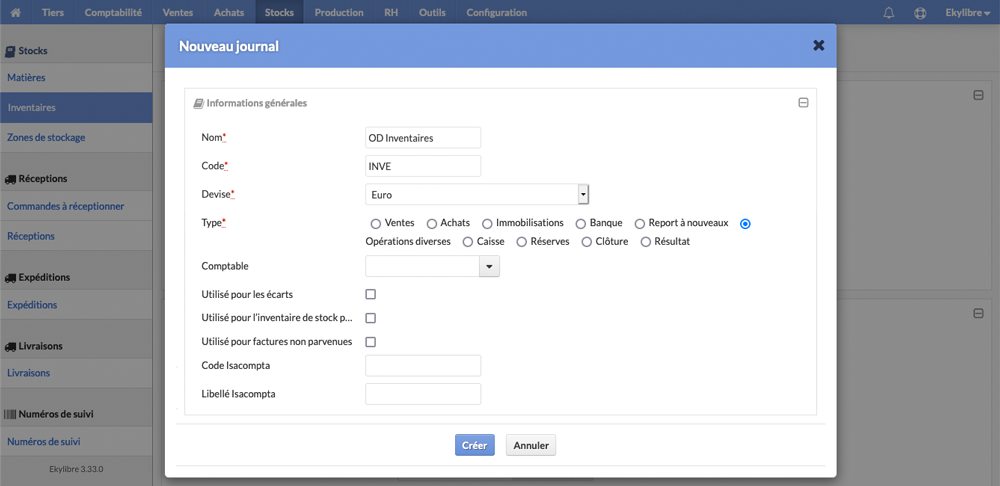 Tiers Comptabilité Ventes Achats Stocks Production RH Outils Configuration Ekylibre
Stocks
Matières
Inventaires
Zones de stockage
Réceptions
Commandes à réceptionner
Réceptions
Expéditions
Expéditions
Livraisons
Livraisons
Numéros de suivi
Numéros de suivi
Ekylibre 3.33.0
Nouveau journal
Informations générales
Nom* OD Inventaires
Code* INVE
Devise* Euro
Type* Ventes Achats Immobilisations Banque Report à nouveaux
Opérations diverses Caisse Réserves Clôture Résultat
Comptable
Utilisé pour les écarts
Utilisé pour l'inventaire de stock p...
Utilisé pour factures non parvenues
Code Isacompta
Libellé Isacompta
Créer Annuler